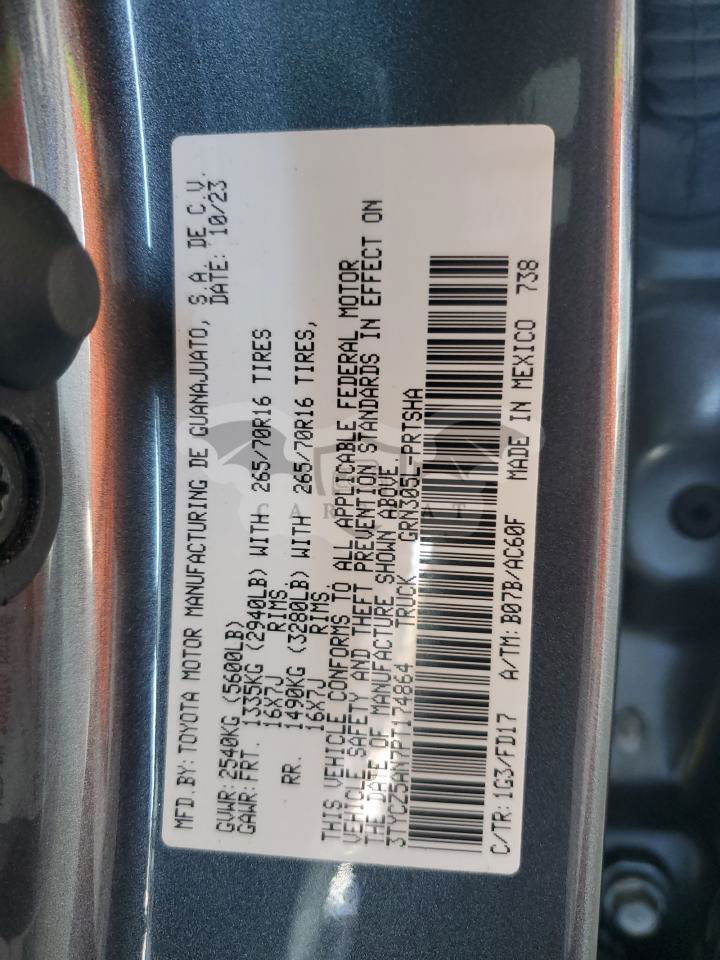 MFD.BY:TOYOTA MOTOR MANUFACTURING DE GUANAJUATO, S.A. DE C.V.
DATE: 10/23
GVWR:2540KG (5600LB)
GAWR:FRT. 1335KG (2940LB) WITH 265/70R16 TIRES
16X7J RIMS
RR. 1490KG (3280LB) WITH 265/70R16 TIRES,
16X7J RIMS,
THIS VEHICLE CONFORMS TO ALL APPLICABLE FEDERAL MOTOR
VEHICLE SAFETY AND THEFT PREVENTION STANDARDS IN EFFECT ON
THE DATE OF MANUFACTURE SHOWN ABOVE.
3TYCZ5AN7PT174864 TRUCK GRN305L-PRTSHA
C/TR:1G3/FD17 A/TM:B07B/AC60F MADE IN MEXICO 738